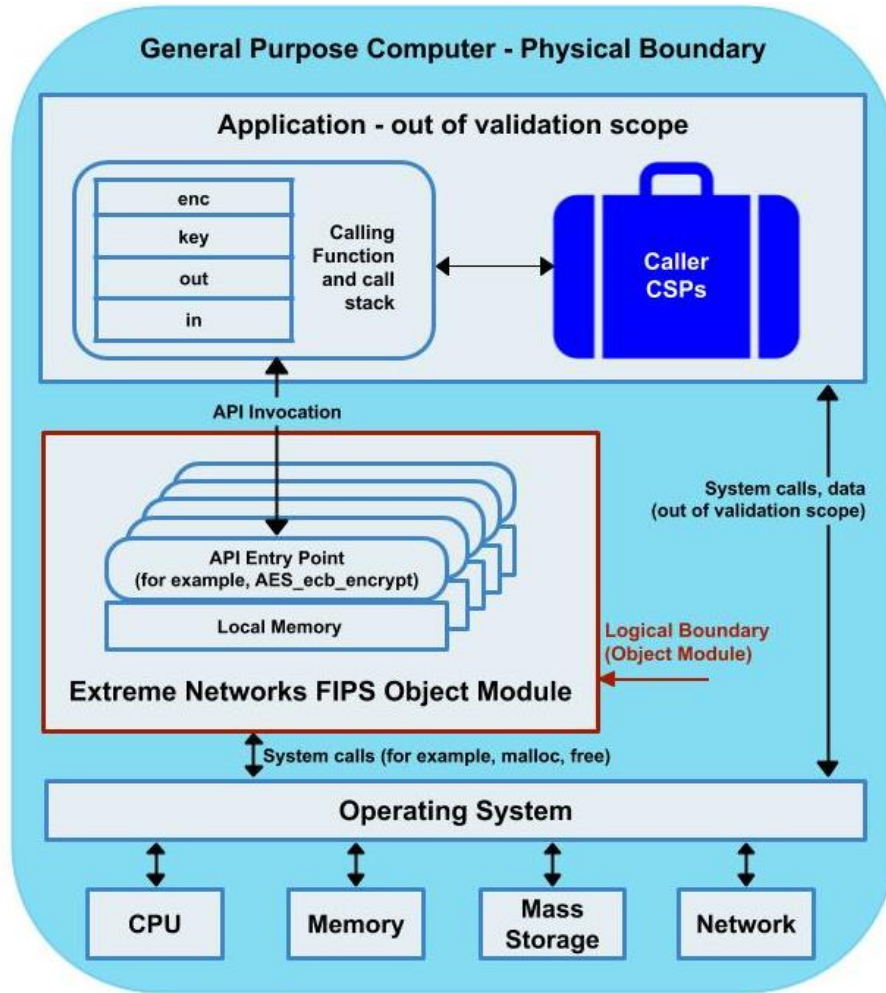 General Purpose Computer - Physical Boundary
Application - out of validation scope
enc
key
out
in
Calling
Function
and call
stack
Caller
CSPs
API Invocation
System calls, data
(out of validation scope)
API Entry Point
(for example, AES_ecb_encrypt)
Local Memory
Logical Boundary
(Object Module)
Extreme Networks FIPS Object Module
System calls (for example, malloc, free)
Operating System
CPU
Memory
Mass
Storage
Network